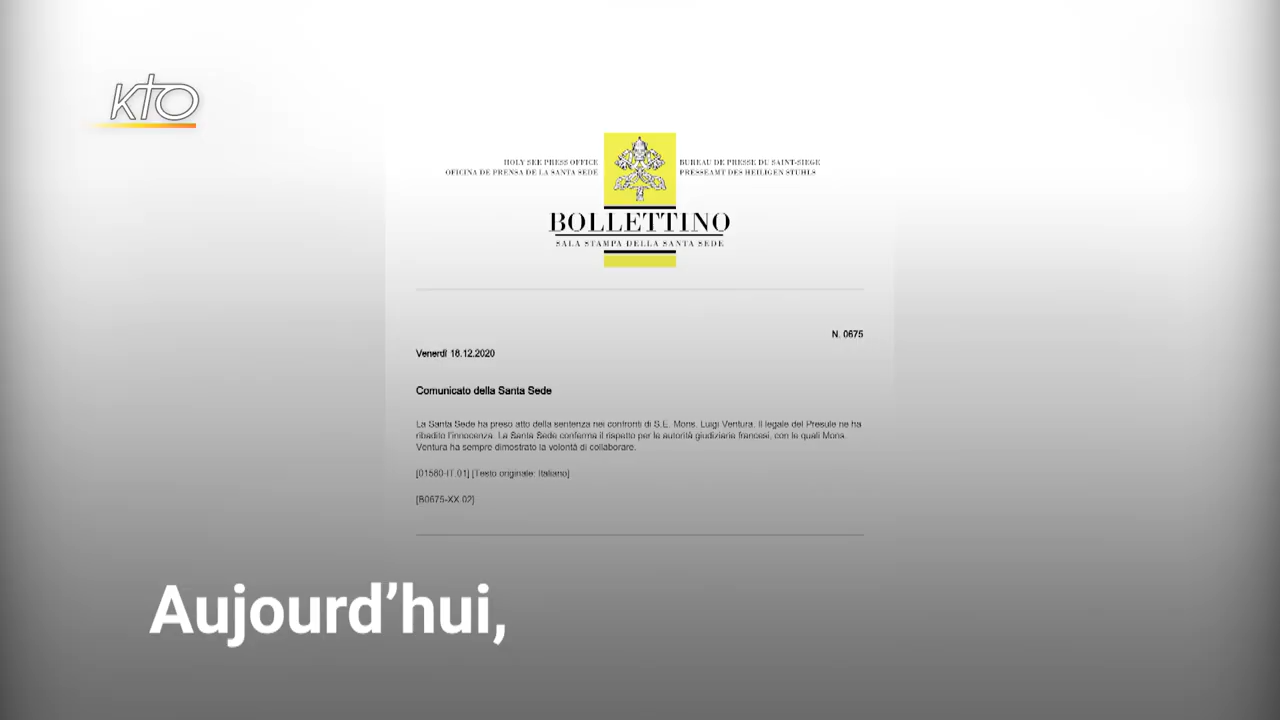 KTO
HOLY SEE PRESS OFFICE
BUREAU DE PRESSE DU SAINT-SIEGE
OFICINA DE PRENSA DE LA SANTA SEDE
PRESSEAMT DES HEILIGEN STUHLS
BOLLETTINO
SALA STAMPA DELLA SANTA SEDE
N. 0675
Venerdì 18.12.2020
Comunicato della Santa Sede
La Santa Sede ha preso atto della sentenza nei confronti di S.E. Mons. Luigi Ventura. Il legale del Presule ne ha
ribadito l'innocenza. La Santa Sede conferma il rispetto per le autorità giudiziarie francesi, con le quali Mons.
Ventura ha sempre dimostrato la volontà di collaborare.
[01560-IT.01] [Testo originale: Italiano]
[B0675-XX.02]
Aujourd’hui,